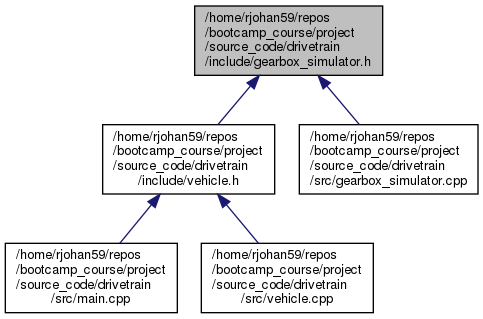 /home/rjohan59/repos
/bootcamp_course/project
/source_code/drivetrain
/include/gearbox_simulator.h
/home/rjohan59/repos
/bootcamp_course/project
/source_code/drivetrain
/include/vehicle.h
/home/rjohan59/repos
/bootcamp_course/project
/source_code/drivetrain
/src/gearbox_simulator.cpp
/home/rjohan59/repos
/bootcamp_course/project
/source_code/drivetrain
/src/main.cpp
/home/rjohan59/repos
/bootcamp_course/project
/source_code/drivetrain
/src/vehicle.cpp